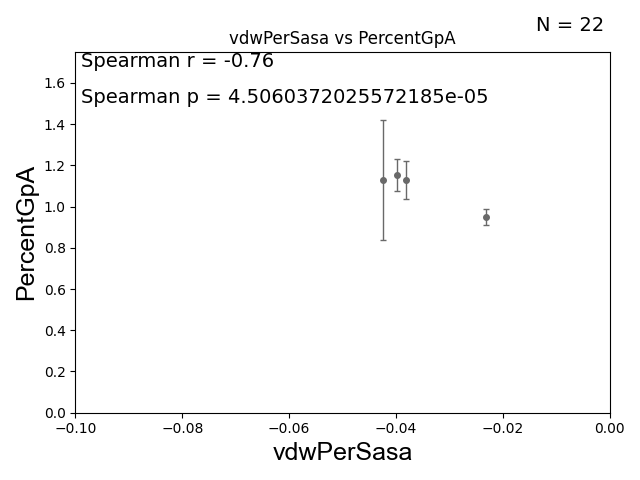 N = 22
vdwPerSasa vs PercentGpA
Spearman r = -0.76
Spearman p = 4.5060372025572185e-05
PercentGpA
1.6
1.4
1.2
1.0
0.8
0.6
0.4
0.2
0.0
−0.10 −0.08 −0.06 −0.04 −0.02 0.00
vdwPerSasa